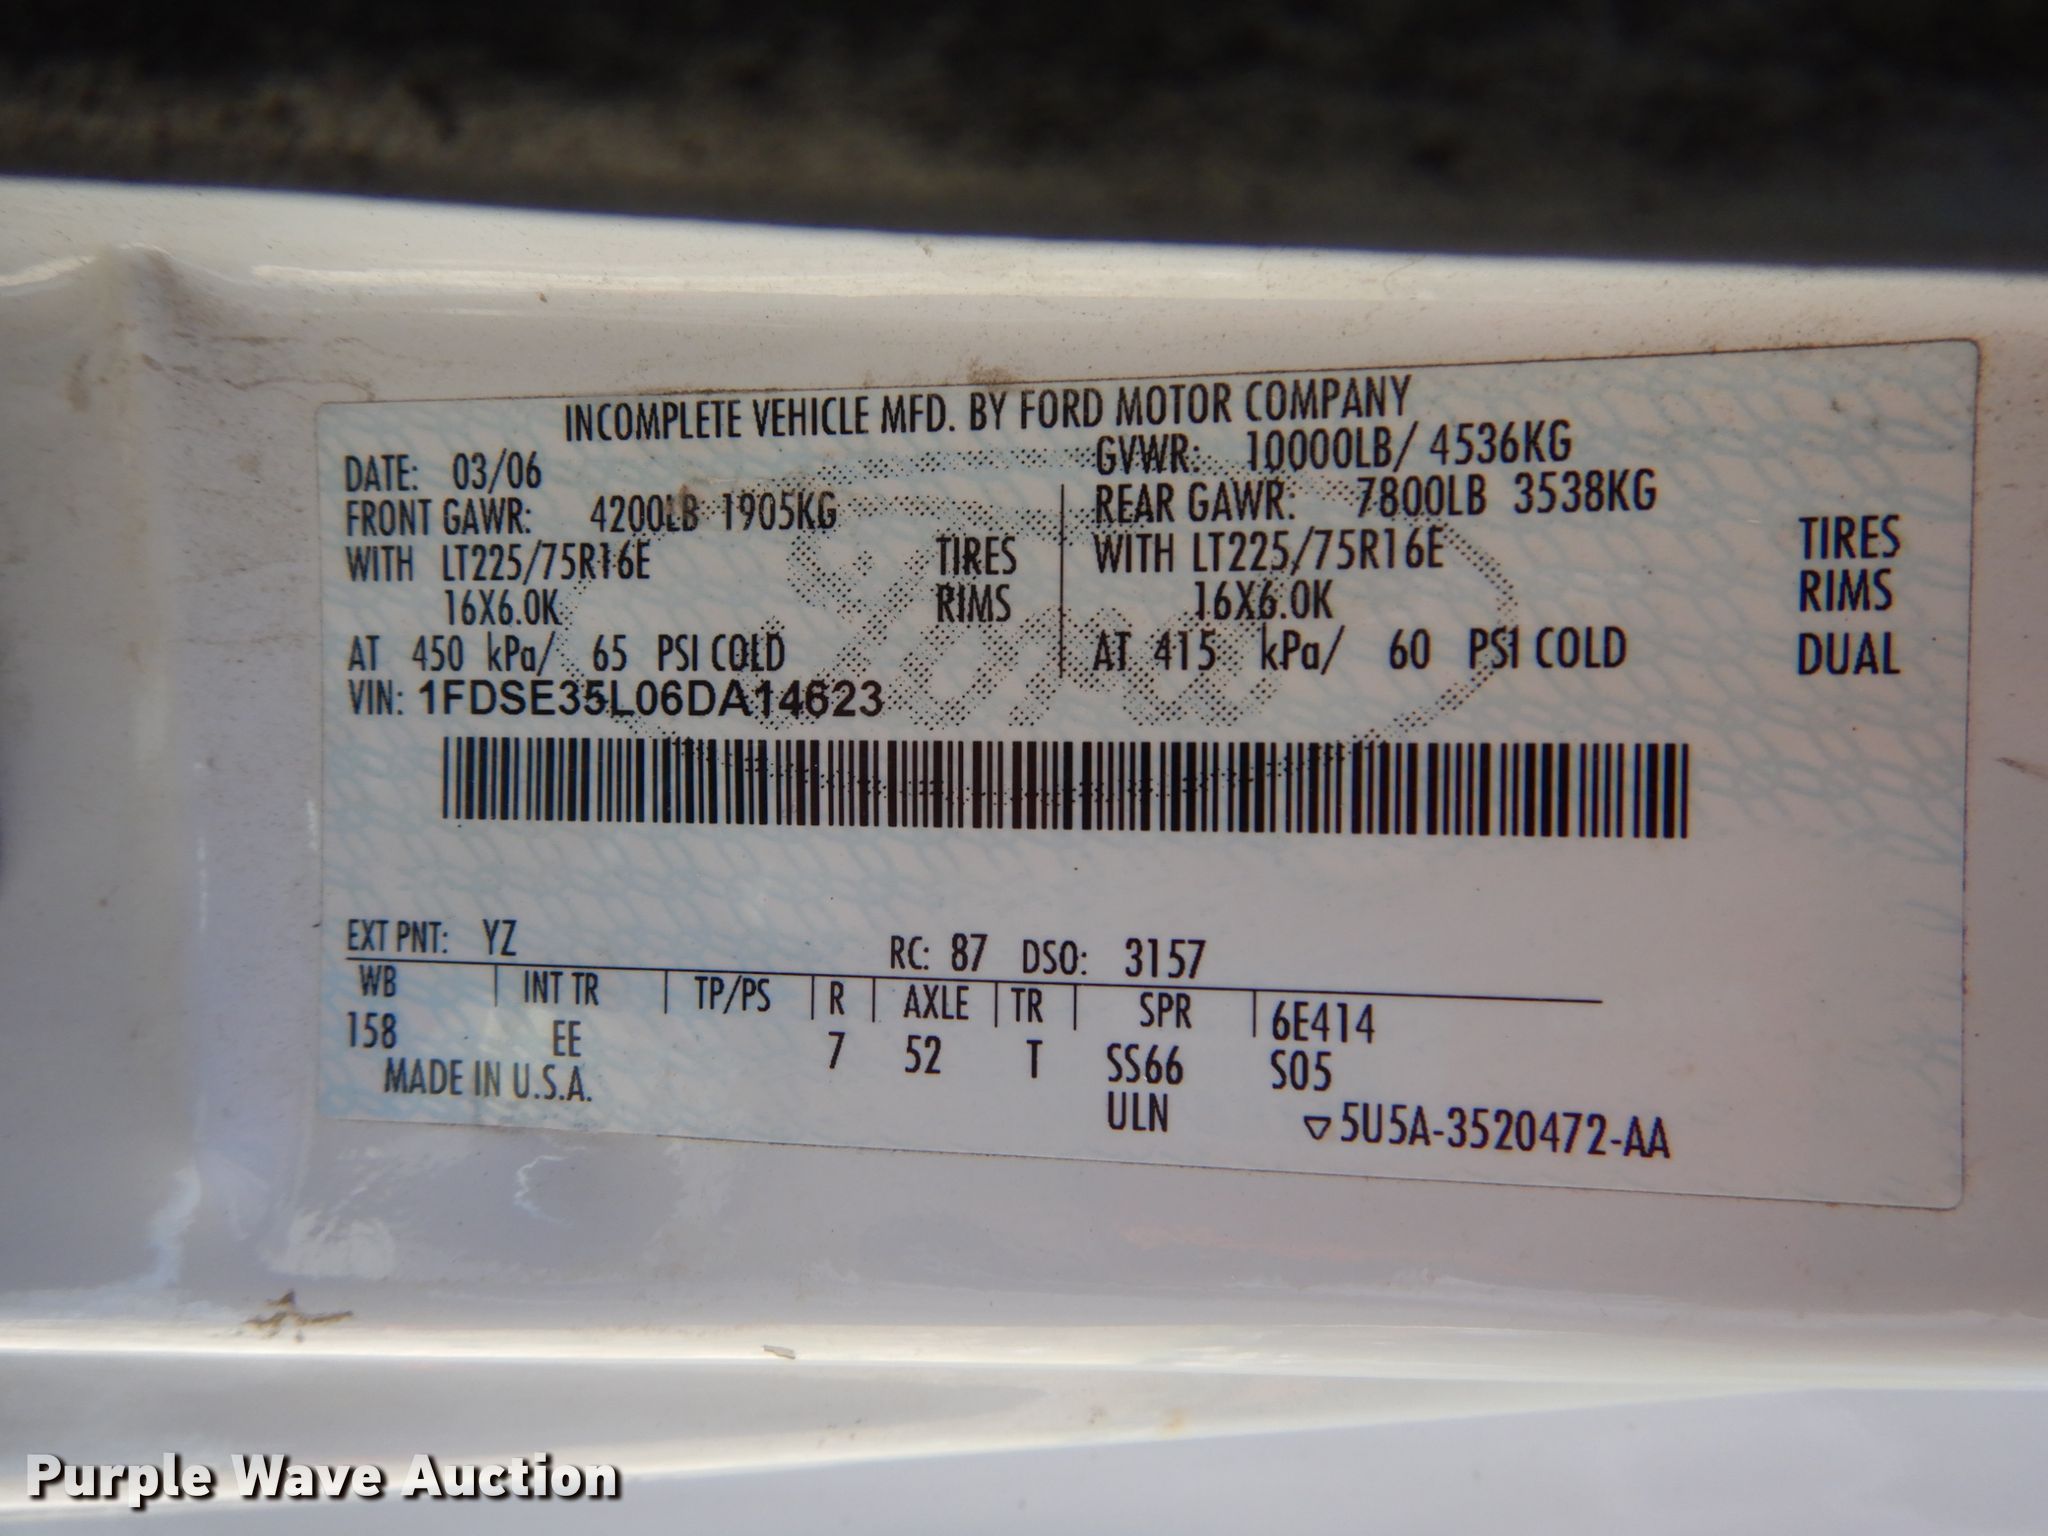 INCOMPLETE VEHICLE MFD. BY FORD MOTOR COMPANY
DATE: 03/06 GVWR: 10000LB/ 4536KG
FRONT GAWR: 4200LB 1905KG REAR GAWR: 7800LB 3538KG
WITH LT225/75R16E TIRES WITH LT225/75R16E TIRES
16X6.0K RIMS 16X6.0K RIMS
AT 450 kPa/ 65 PSI COLD AT 415 kPa/ 60 PSI COLD DUAL
VIN: 1FDSE35L06DA14623
Ford
EXT PNT: YZ RC: 87 DSO: 3157
WB INT TR TP/PS R AXLE TR SPR 6E414
158 EE 7 52 T SS66 S05
MADE IN U.S.A. ULN ▽5U5A-3520472-AA
Purple Wave Auction